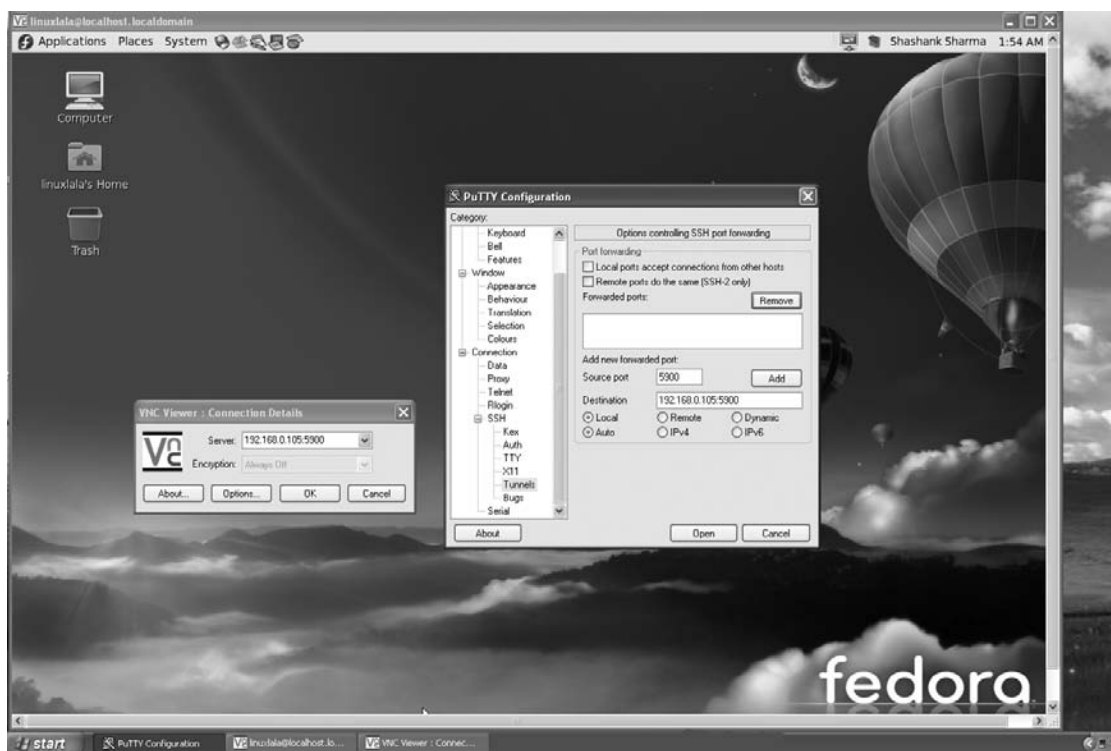 linuxlala@localhost.localdomain
Applications Places System
Shashank Sharma 1:54 AM
Computer
linuxlala's Home
Trash
PuTTY Configuration
Category:
Keyboard
Bell
Features
Window
Appearance
Behaviour
Translation
Selection
Colours
Connection
Data
Proxy
Telnet
Rlogin
SSH
Kex
Auth
TTY
X11
Tunnels
Bugs
Serial
Options controlling SSH port forwarding
Port forwarding
Local ports accept connections from other hosts
Remote ports do the same (SSH-2 only)
Forwarded ports:
Remove
Add new forwarded port:
Source port 5900 Add
Destination 192.168.0.105:5900
Local Remote Dynamic
Auto IPv4 IPv6
About Open Cancel
VNC Viewer : Connection Details
Server: 192.168.0.105:5900
Encryption: Always Off
About... Options... OK Cancel
fedora
start PuTTY Configuration linuxlala@localhost.lo... VNC Viewer : Connec...